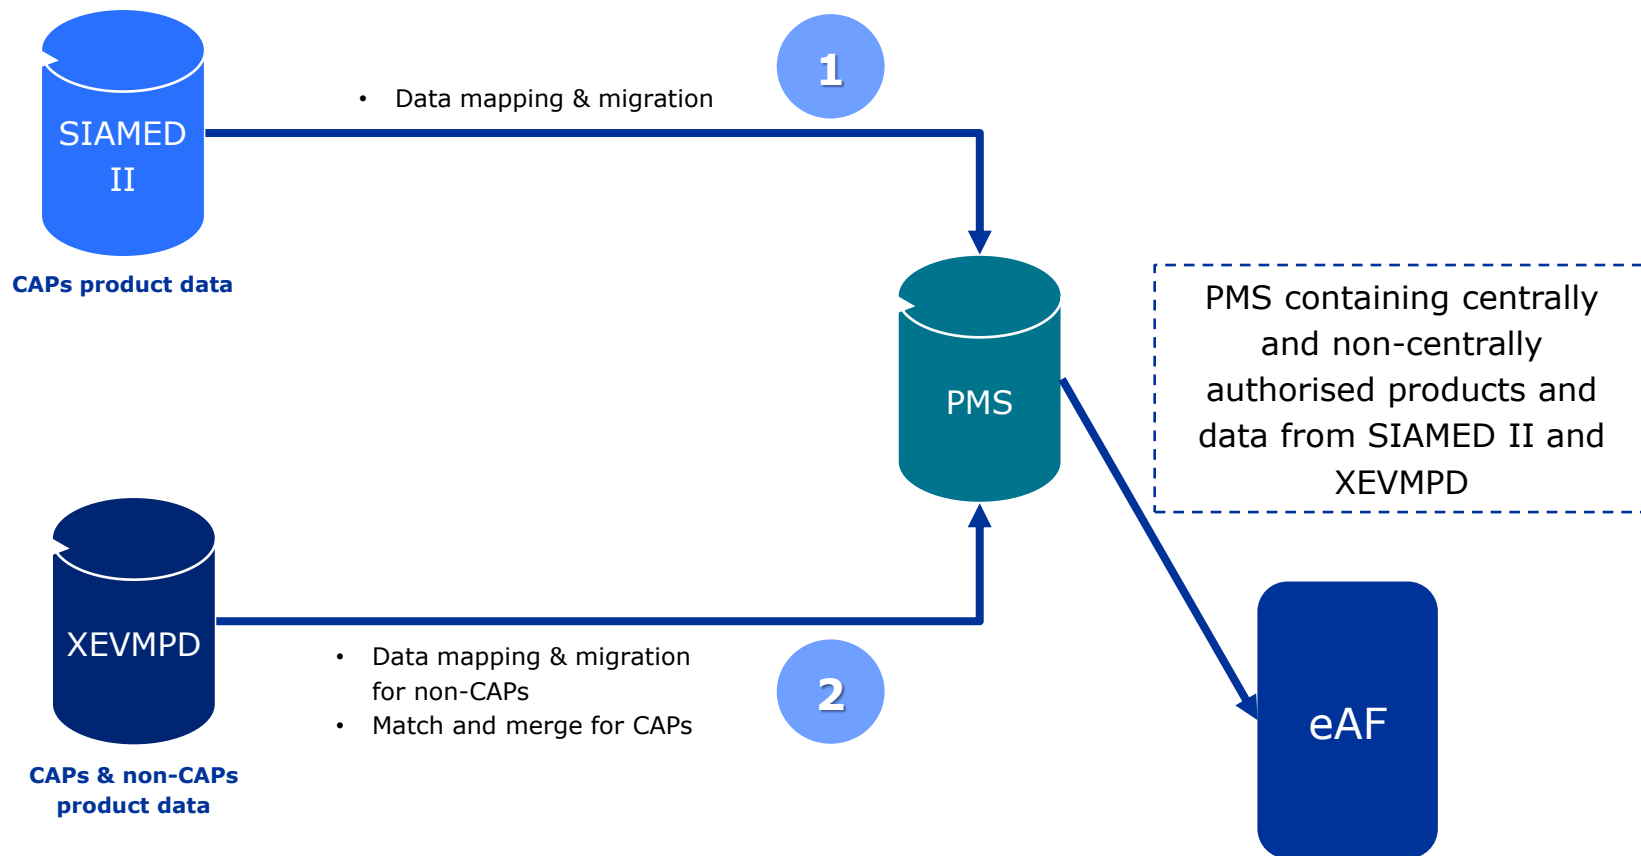 1
• Data mapping & migration
SIAMED
II
CAPs product data
PMS
PMS containing centrally
and non-centrally
authorised products and
data from SIAMED II and
XEVMPD
XEVMPD
• Data mapping & migration
for non-CAPs
• Match and merge for CAPs
2
CAPs & non-CAPs
product data
eAF